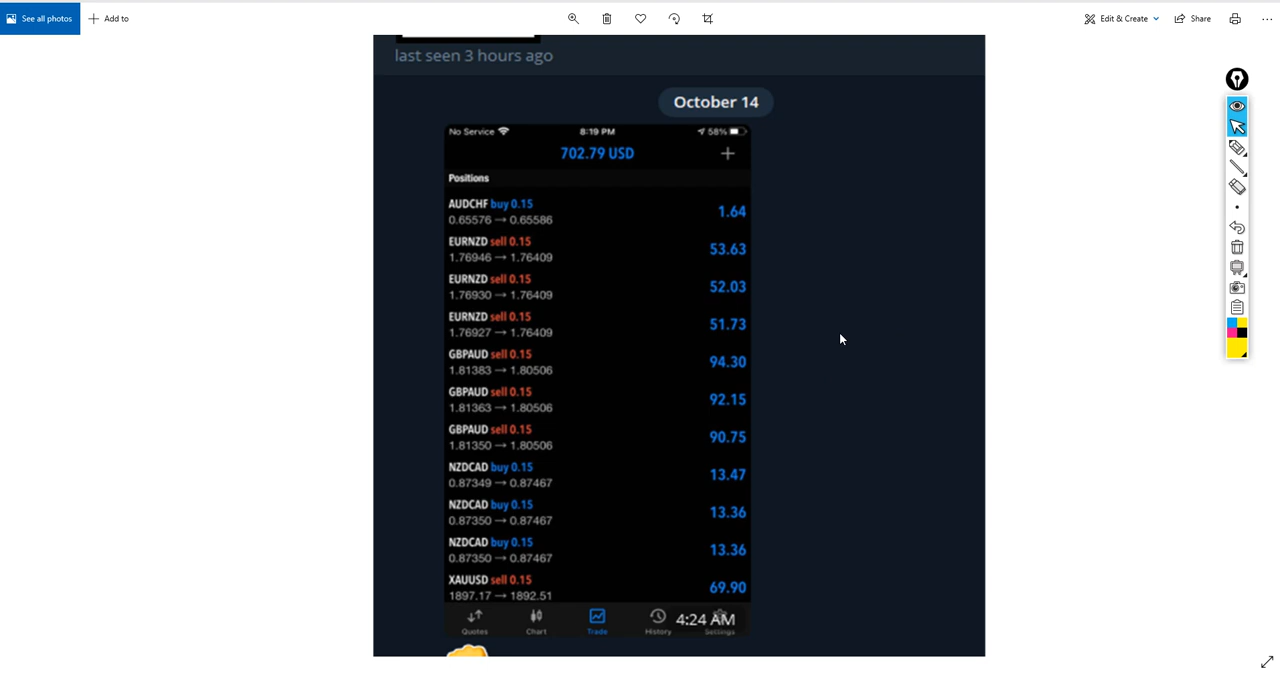 See all photos
Add to
Edit & Create
Share
last seen 3 hours ago
October 14
No Service
8:19 PM
58%
702.79 USD
Positions
AUDCHF buy 0.15
0.65576 → 0.65586
1.64
EURNZD sell 0.15
1.76946 → 1.76409
53.63
EURNZD sell 0.15
1.76930 → 1.76409
52.03
EURNZD sell 0.15
1.76927 → 1.76409
51.73
GBPAUD sell 0.15
1.81383 → 1.80506
94.30
GBPAUD sell 0.15
1.81363 → 1.80506
92.15
GBPAUD sell 0.15
1.81350 → 1.80506
90.75
NZDCAD buy 0.15
0.87349 → 0.87467
13.47
NZDCAD buy 0.15
0.87350 → 0.87467
13.36
NZDCAD buy 0.15
0.87350 → 0.87467
13.36
XAUUSD sell 0.15
1897.17 → 1892.51
69.90
Quotes
Chart
Trade
History
4:24 AM
Settings